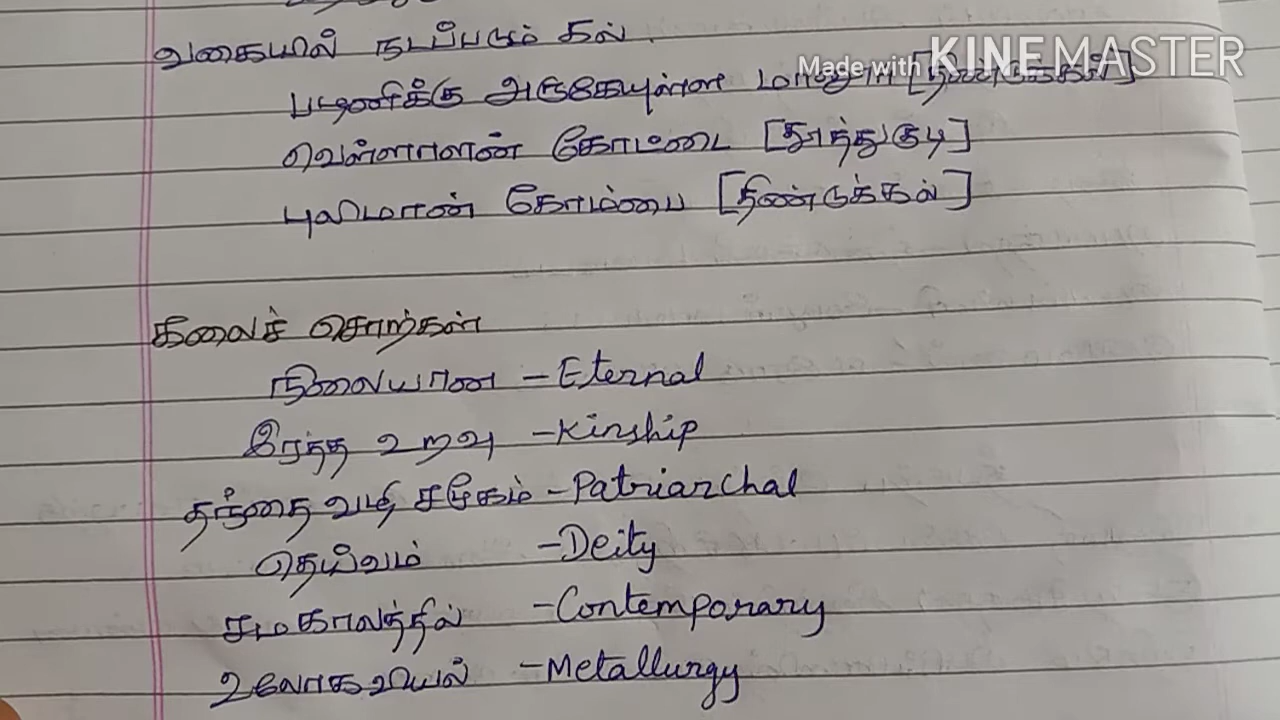 வகையில் நடப்படும் கல்.
Made with KINEMASTER
பழனிக்கு அருகேயுள்ள மானூர் [திண்டுக்கல்]
வெள்ளாளன் கோட்டை [தூத்துகுடி]
புலிமான் கோம்பை [திண்டுக்கல்]
கலைச் சொற்கள்
நிலையான - Eternal
இரத்த உறவு - Kinship
தந்தை வழி சமூகம் - Patriarchal
தெய்வம் - Deity
சமகாலத்தில் - Contemporary
உலோகவியல் - Metallurgy